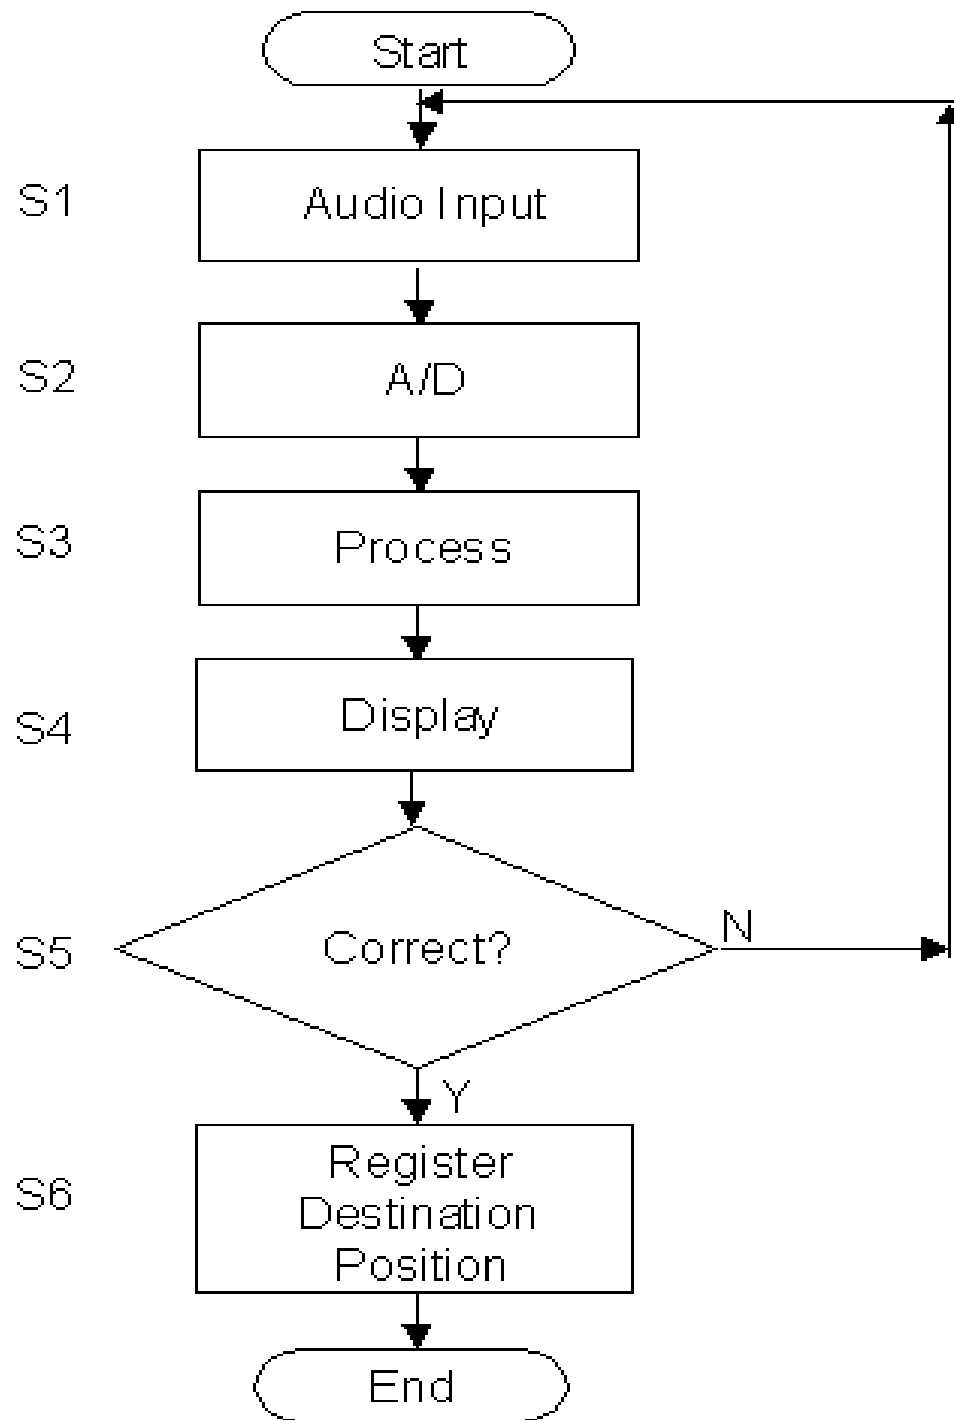 Start
S1
Audio Input
S2
A/D
S3
Process
S4
Display
S5
Correct?
N
Y
S6
Register
Destination
Position
End